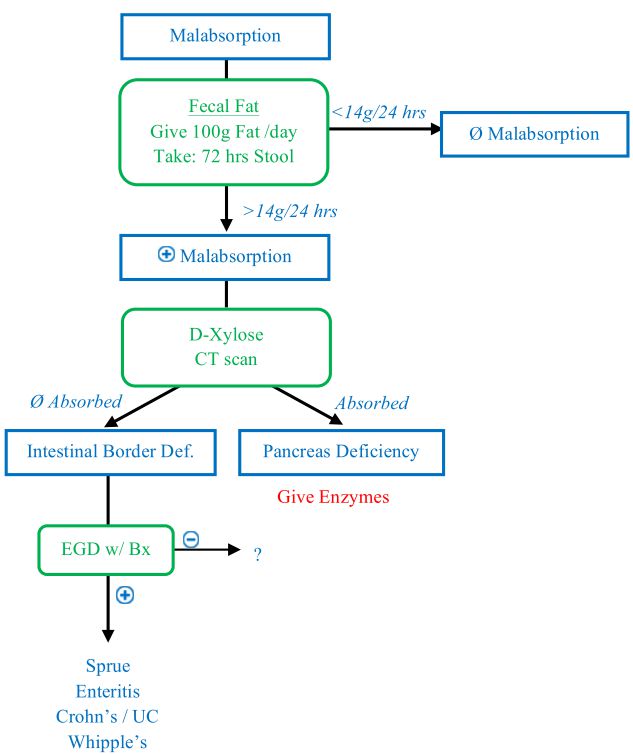 Malabsorption
Fecal Fat
Give 100g Fat /day
Take: 72 hrs Stool
<14g/24 hrs
Ø Malabsorption
>14g/24 hrs
⊕ Malabsorption
D-Xylose
CT scan
Ø Absorbed
Absorbed
Intestinal Border Def.
Pancreas Deficiency
Give Enzymes
EGD w/ Bx
⊖
?
⊕
Sprue
Enteritis
Crohn's / UC
Whipple's